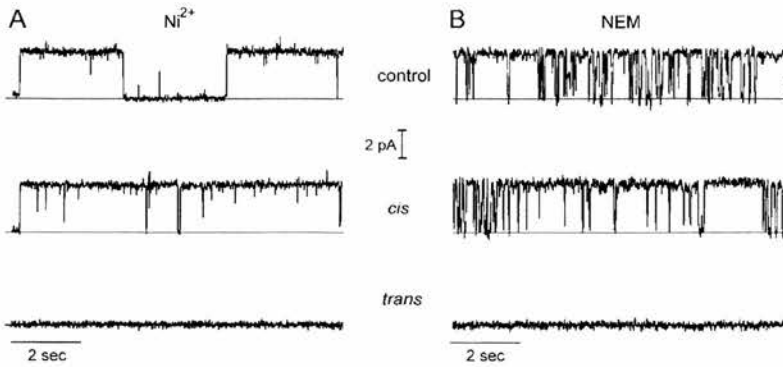 A
Ni2+
B
NEM
control
2 pA
cis
trans
2 sec
2 sec